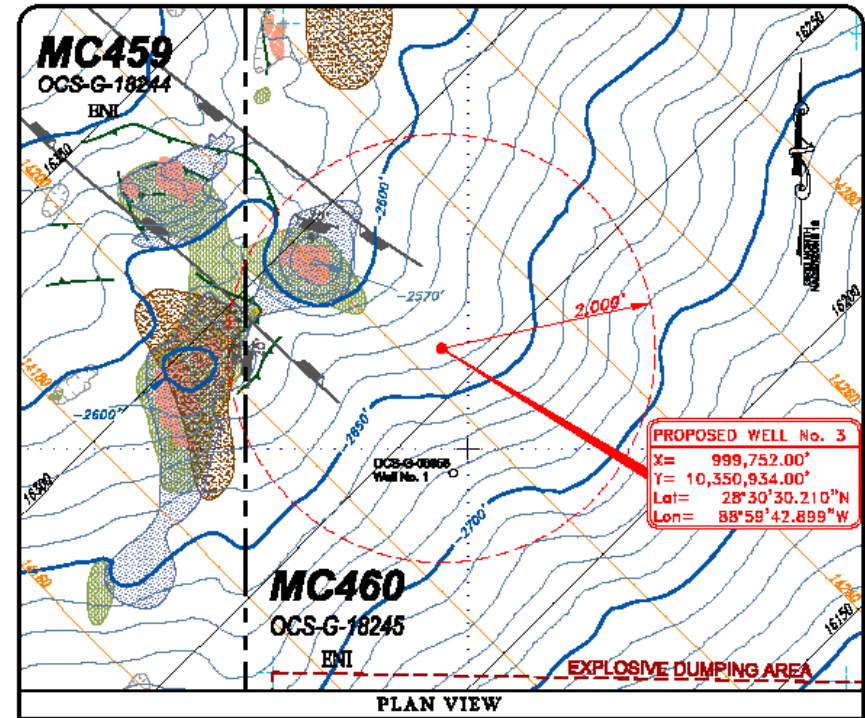 MC459
OCS-G-18244
ENI
16250
16350
14200
14280
-2600'
-2570'
2,000'
16200
14180
14260
-2600'
-2650'
PROPOSED WELL No. 3
X= 999,752.00'
Y= 10,350,934.00'
Lat= 28°30'30.210"N
Lon= 88°59'42.899"W
Well No. 1
16300
-2700'
14160
MC460
OCS-G-18245
ENI
16150
EXPLOSIVE DUMPING AREA
PLAN VIEW